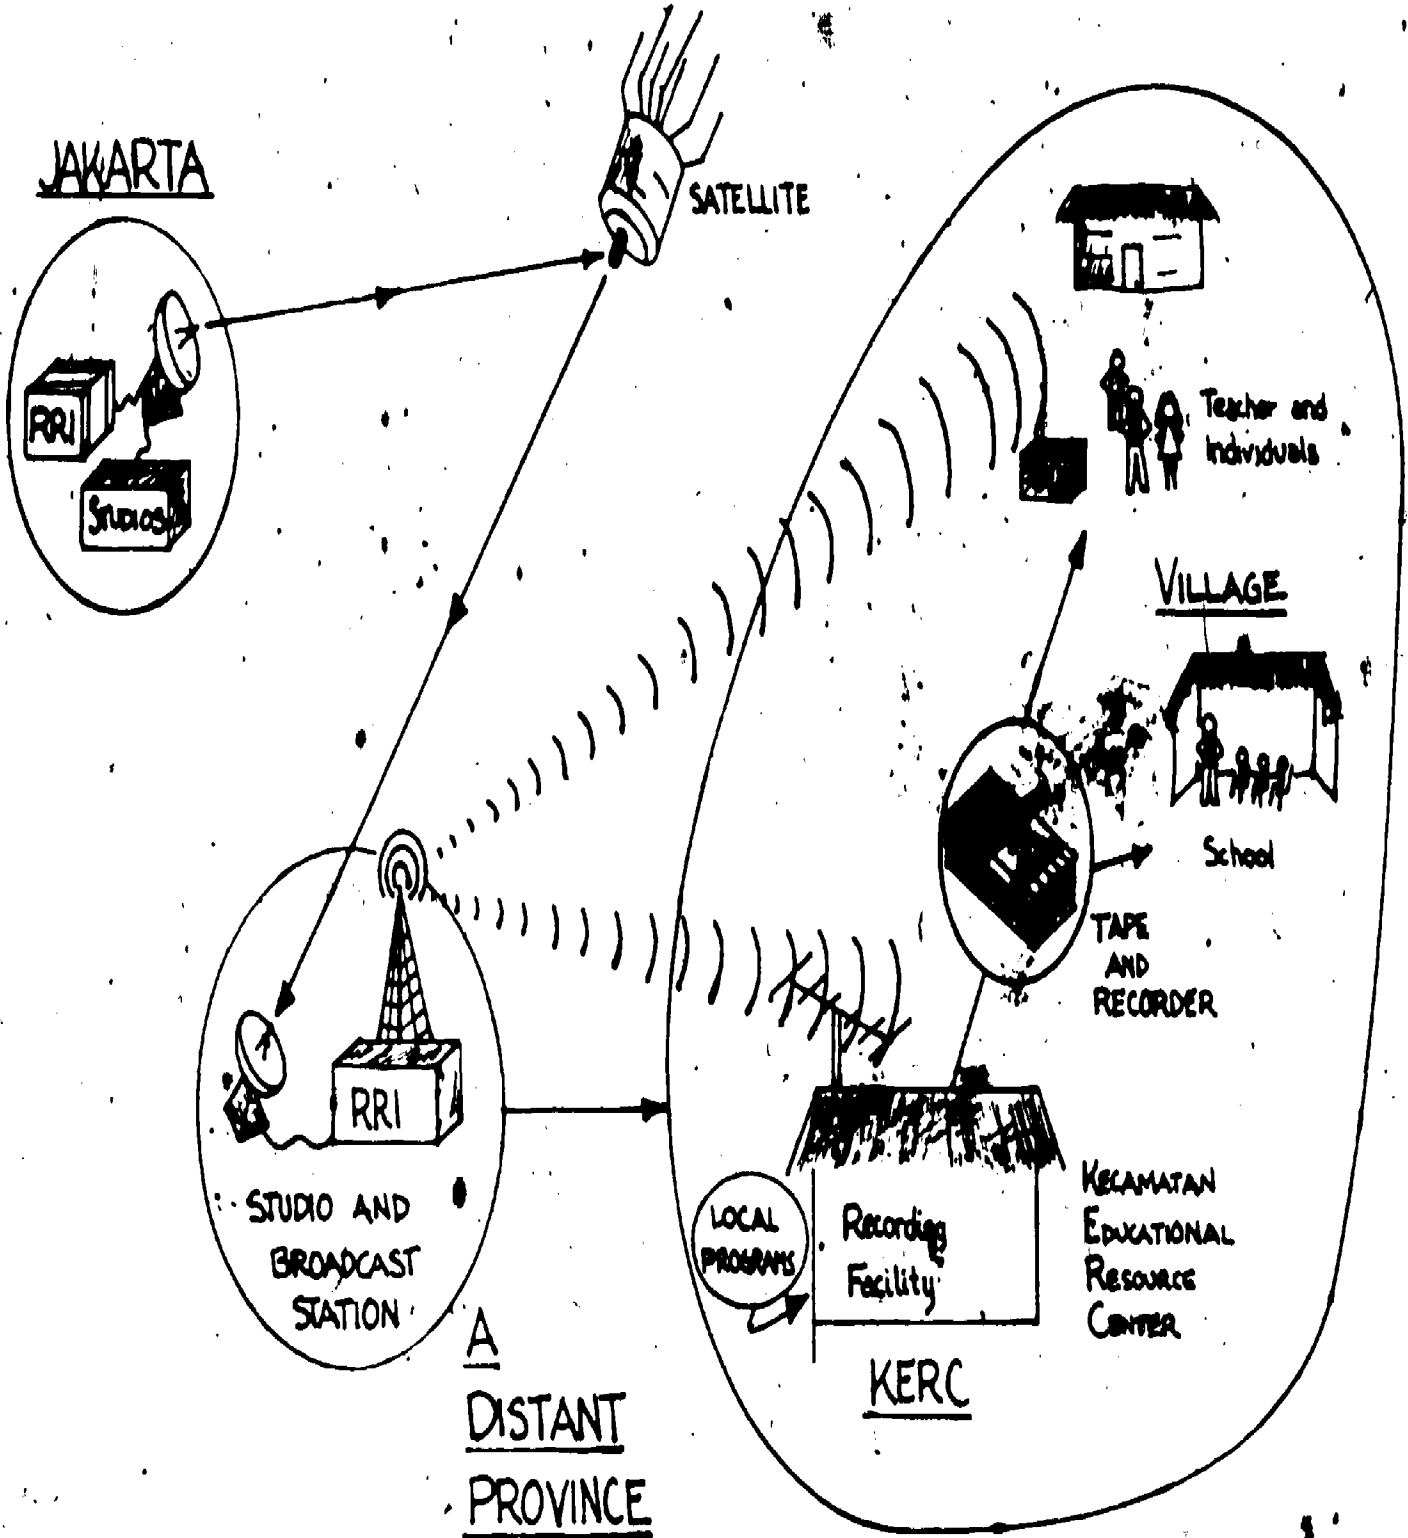 JAKARTA
SATELLITE
RRI
STUDIOS
Teacher and
Individuals
VILLAGE
School
TAPE
AND
RECORDER
RRI
STUDIO AND
BROADCAST
STATION
A
DISTANT
PROVINCE
LOCAL
PROGRAMS
Recording
Facility
KECAMATAN
EDUCATIONAL
RESOURCE
CENTER
KERC